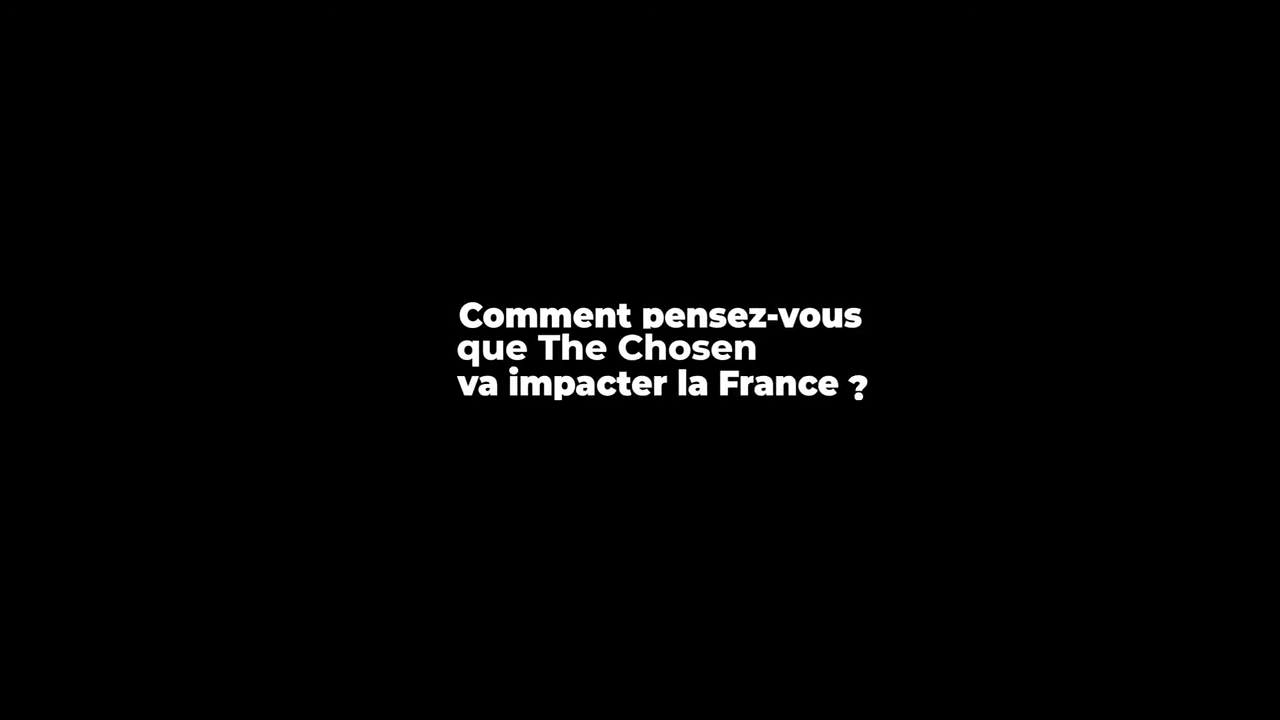 Comment pensez-vous
que The Chosen
va impacter la France ?